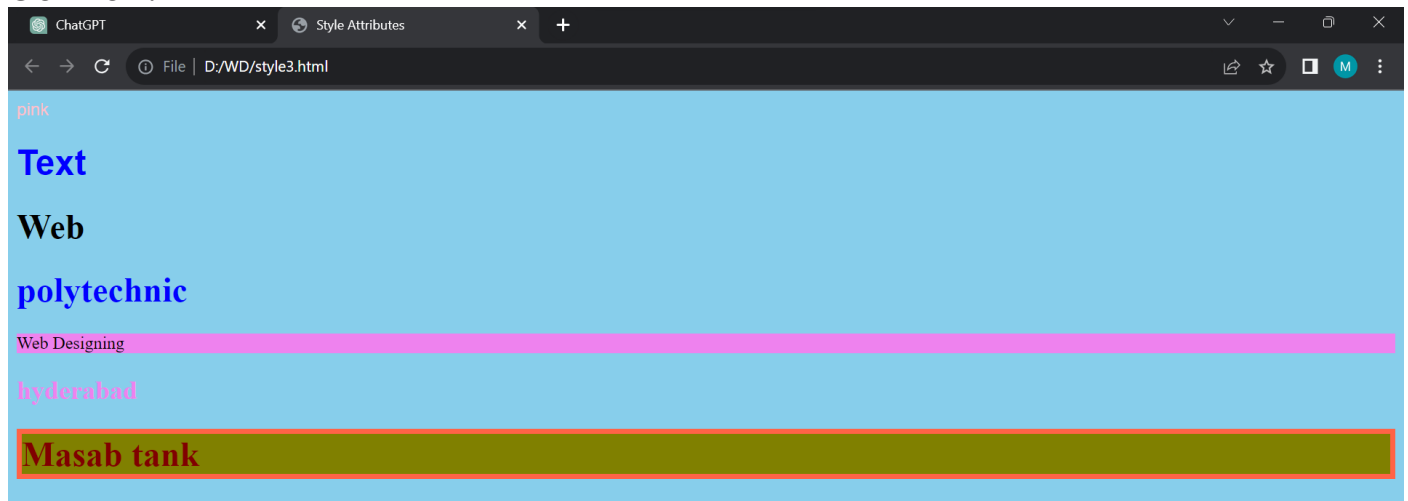 ChatGPT
Style Attributes
File
D:/WD/style3.html
M
pink
Text
Web
polytechnic
Web Designing
hyderabad
Masab tank